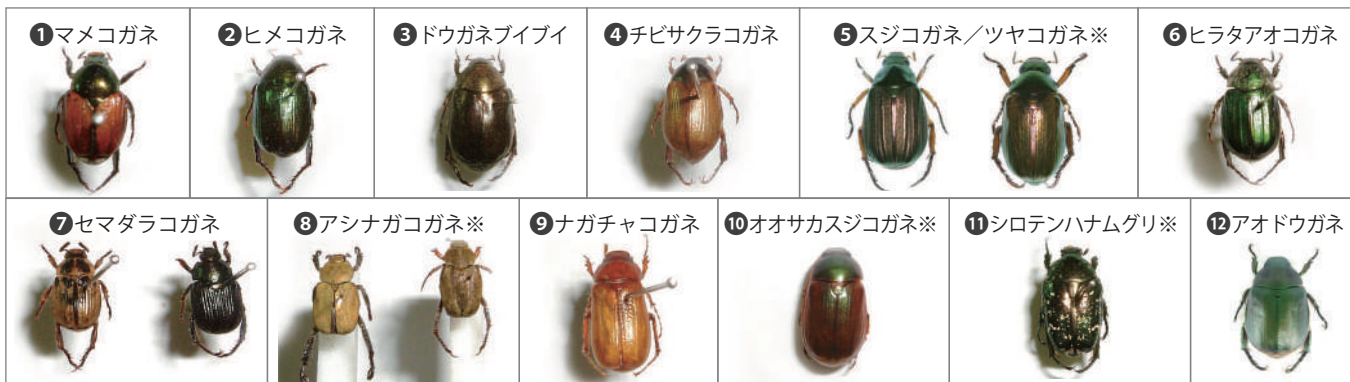 ❶マメコガネ
❷ヒメコガネ
❸ドウガネブイブイ
❹チビサクラコガネ
❺スジコガネ／ツヤコガネ※
❻ヒラタアオコガネ
❼セマダラコガネ
❽アシナガコガネ※
❾ナガチャコガネ
❿オオサカスジコガネ※
⓫シロテンハナムグリ※
⓬アオドウガネ